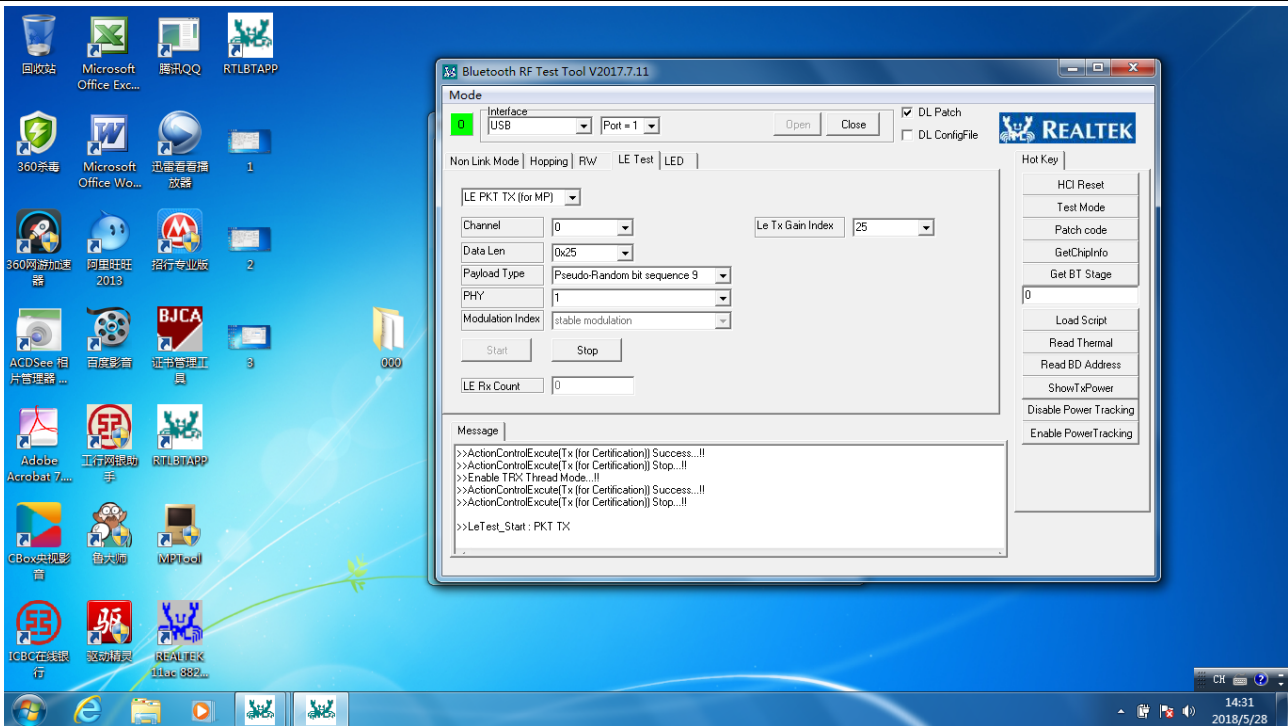 回收站
Microsoft
Office Exc...
腾讯QQ
RTLBTAPP
360杀毒
Microsoft
Office Wo...
迅雷看看播
放器
1
360网游加速
器
阿里旺旺
2013
招行专业版
2
ACDSee 相
片管理器 ...
百度影音
BJCA
证书管理工
具
3
000
Adobe
Acrobat 7....
工行网银助
手
RTLBTAPP
CBox央视影
音
鲁大师
MPTool
ICBC在线银
行
驱
驱动精灵
REALTEK
11ac 882...
Bluetooth RF Test Tool V2017.7.11
Mode
0
Interface
USB
Port = 1
Open
Close
DL Patch
DL ConfigFile
REALTEK
Non Link Mode
Hopping
RW
LE Test
LED
LE PKT TX (for MP)
Channel
0
Le Tx Gain Index
25
Data Len
0x25
Payload Type
Pseudo-Random bit sequence 9
PHY
1
Modulation Index
stable modulation
Start
Stop
LE Rx Count
0
Hot Key
HCI Reset
Test Mode
Patch code
GetChipInfo
Get BT Stage
0
Load Script
Read Thermal
Read BD Address
ShowTxPower
Disable Power Tracking
Enable PowerTracking
Message
>>ActionControlExcute(Tx (for Certification)) Success...!!
>>ActionControlExcute(Tx (for Certification)) Stop...!!
>>Enable TRX Thread Mode...!!
>>ActionControlExcute(Tx (for Certification)) Success...!!
>>ActionControlExcute(Tx (for Certification)) Stop...!!
>>LeTest_Start : PKT TX
CH
14:31
2018/5/28